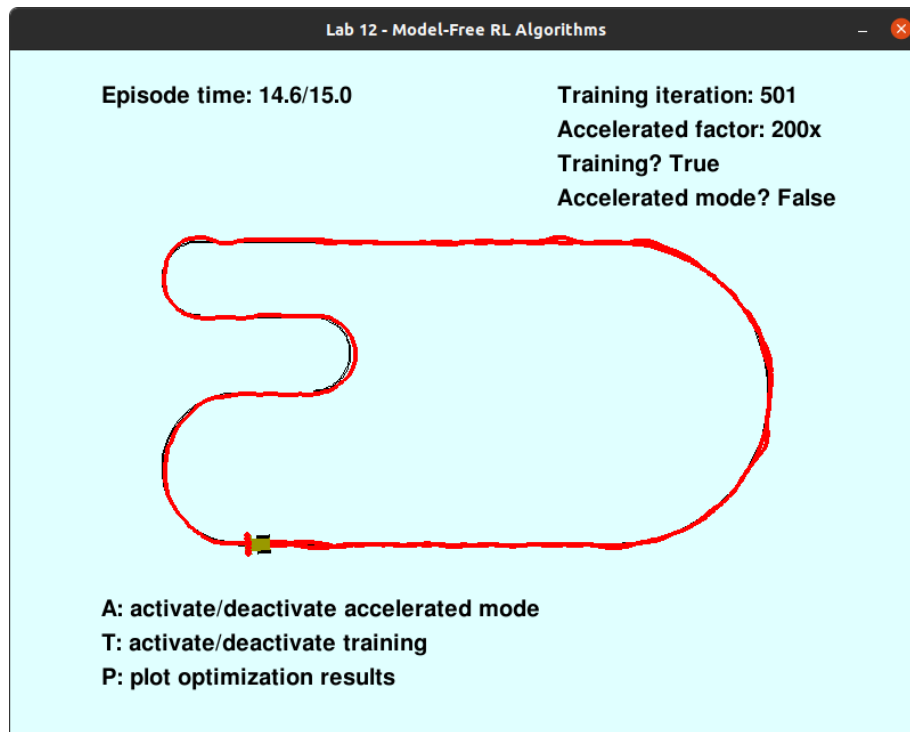 Lab 12 - Model-Free RL Algorithms
Episode time: 14.6/15.0
Training iteration: 501
Accelerated factor: 200x
Training? True
Accelerated mode? False
A: activate/deactivate accelerated mode
T: activate/deactivate training
P: plot optimization results